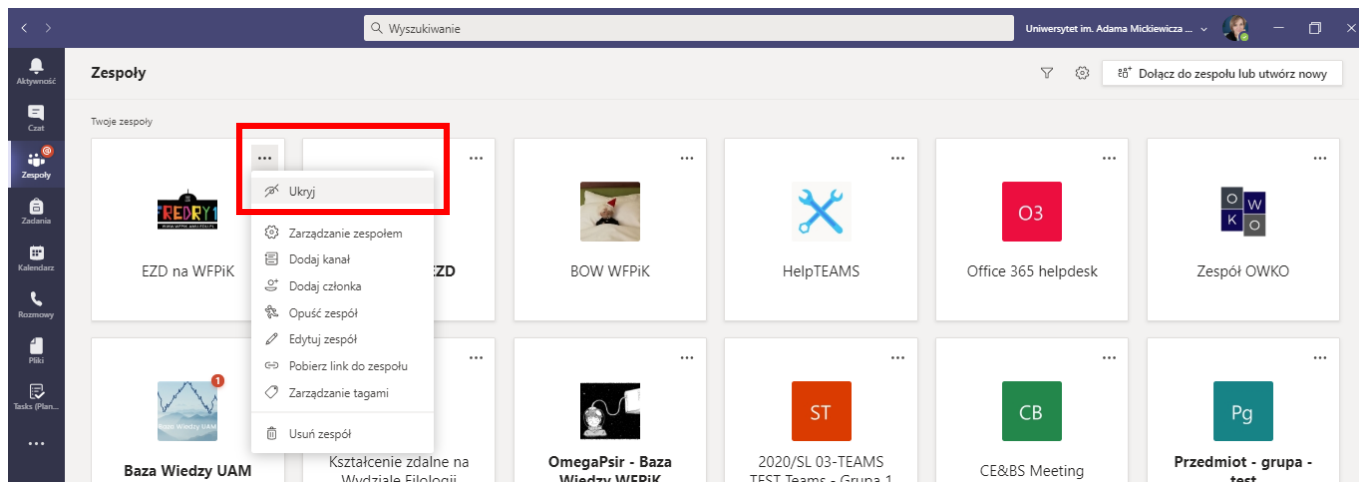 Wyszukiwanie
Uniwersytet im. Adama Mickiewicza ...
Aktywność
Czat
Zespoły
Zadania
Kalendarz
Rozmowy
Pliki
Tasks (Plan...
Zespoły
Dołącz do zespołu lub utwórz nowy
Twoje zespoły
REDRY1
EZD na WFPiK
Ukryj
Zarządzanie zespołem
Dodaj kanał
Dodaj członka
Opuść zespół
Edytuj zespół
Pobierz link do zespołu
Zarządzanie tagami
Usuń zespół
EZD
BOW WFPiK
HelpTEAMS
O3
Office 365 helpdesk
O W
K O
Zespół OWKO
1
Baza Wiedzy UAM
Baza Wiedzy UAM
Kształcenie zdalne na
Wydziale Filologii
OmegaPsir - Baza
Wiedzy WFPiK
ST
2020/SL 03-TEAMS
TEST Teams - Grupa 1
CB
CE&BS Meeting
Pg
Przedmiot - grupa -
test